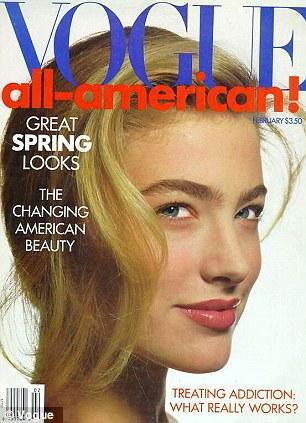 VOGUE
all-american!
FEBRUARY $3.50
GREAT
SPRING
LOOKS
THE
CHANGING
AMERICAN
BEAUTY
TREATING ADDICTION:
WHAT REALLY WORKS?
02
© Vogue